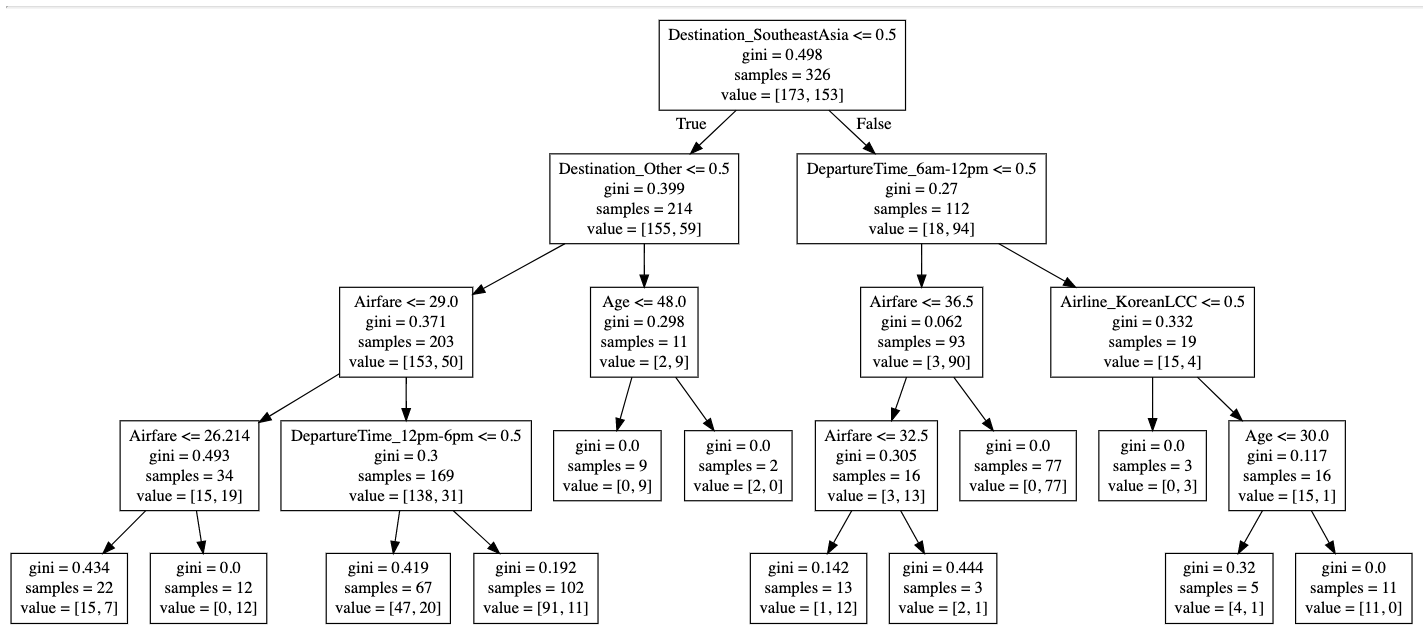 Destination_SoutheastAsia <= 0.5
gini = 0.498
samples = 326
value = [173, 153]
True
False
Destination_Other <= 0.5
gini = 0.399
samples = 214
value = [155, 59]
DepartureTime_6am-12pm <= 0.5
gini = 0.27
samples = 112
value = [18, 94]
Airfare <= 29.0
gini = 0.371
samples = 203
value = [153, 50]
Age <= 48.0
gini = 0.298
samples = 11
value = [2, 9]
Airfare <= 36.5
gini = 0.062
samples = 93
value = [3, 90]
Airline_KoreanLCC <= 0.5
gini = 0.332
samples = 19
value = [15, 4]
Airfare <= 26.214
gini = 0.493
samples = 34
value = [15, 19]
DepartureTime_12pm-6pm <= 0.5
gini = 0.3
samples = 169
value = [138, 31]
gini = 0.0
samples = 9
value = [0, 9]
gini = 0.0
samples = 2
value = [2, 0]
Airfare <= 32.5
gini = 0.305
samples = 16
value = [3, 13]
gini = 0.0
samples = 77
value = [0, 77]
gini = 0.0
samples = 3
value = [0, 3]
Age <= 30.0
gini = 0.117
samples = 16
value = [15, 1]
gini = 0.434
samples = 22
value = [15, 7]
gini = 0.0
samples = 12
value = [0, 12]
gini = 0.419
samples = 67
value = [47, 20]
gini = 0.192
samples = 102
value = [91, 11]
gini = 0.142
samples = 13
value = [1, 12]
gini = 0.444
samples = 3
value = [2, 1]
gini = 0.32
samples = 5
value = [4, 1]
gini = 0.0
samples = 11
value = [11, 0]